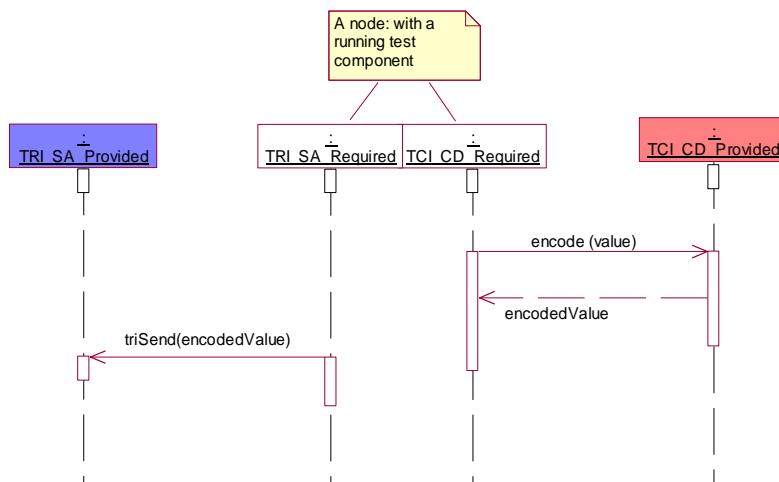 A node: with a
running test
component
:
TRI_SA_Provided
:
TRI_SA_Required
:
TCI_CD_Required
:
TCI_CD_Provided
encode (value)
encodedValue
triSend(encodedValue)